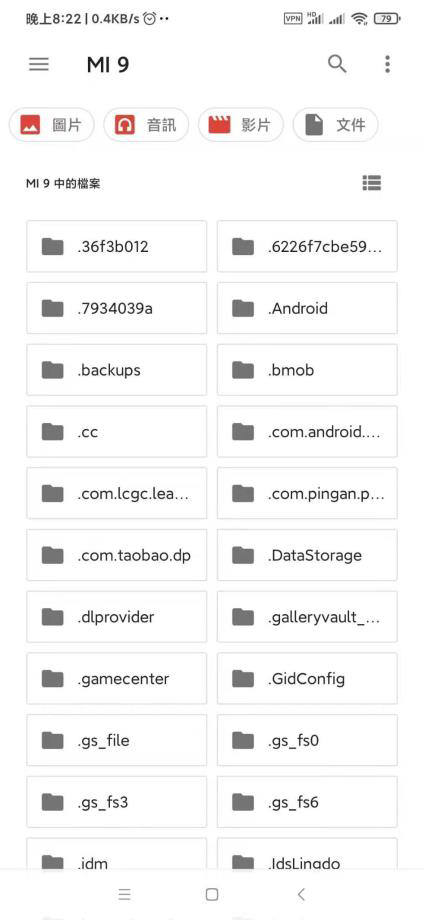 晚上8:22 | 0.4KB/s
VPN HD 79
MI 9
圖片 音訊 影片 文件
MI 9 中的檔案
.36f3b012 .6226f7cbe59...
.7934039a .Android
.backups .bmob
.cc .com.android....
.com.lcgc.lea... .com.pingan.p...
.com.taobao.dp .DataStorage
.dlprovider .galleryvault_...
.gamecenter .GidConfig
.gs_file .gs_fs0
.gs_fs3 .gs_fs6
.idm .IdsLingdo